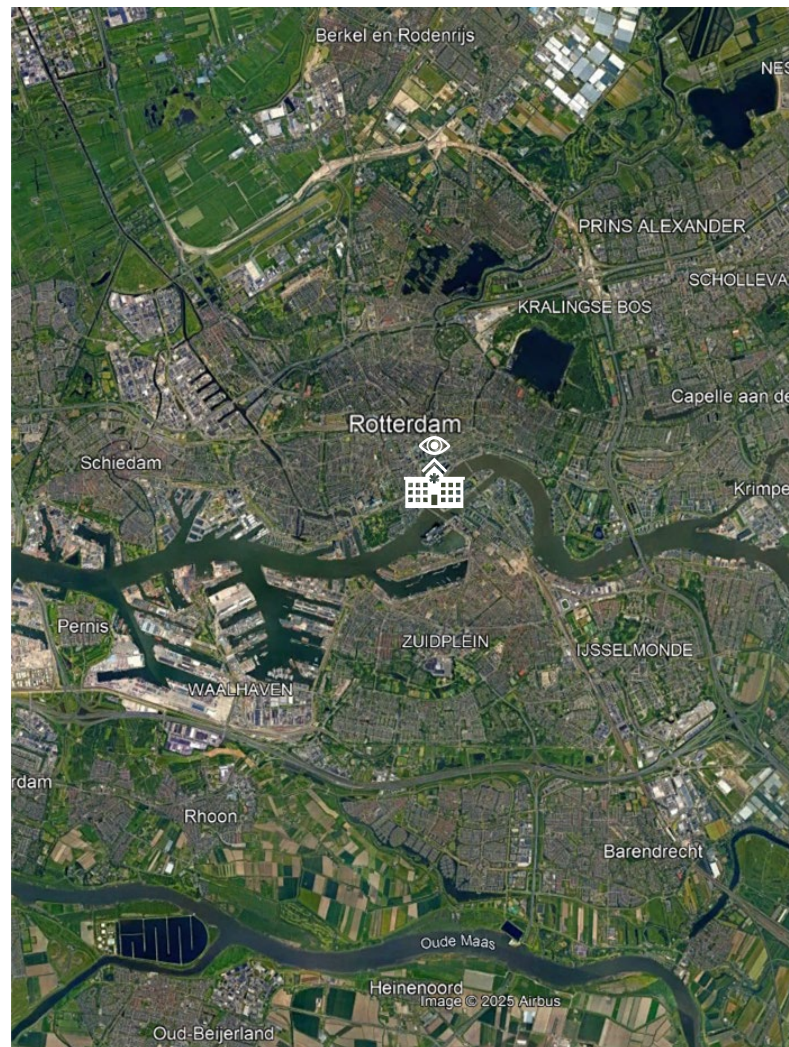 Berkel en Rodenrijs
NES
PRINS ALEXANDER
SCHOLLEVA
KRALINGSE BOS
Capelle aan de
Rotterdam
Schiedam
Krimpe
Pernis
ZUIDPLEIN
IJSSELMONDE
WAALHAVEN
rdam
Rhoon
Barendrecht
Oude Maas
Heinenoord
Image © 2025 Airbus
Oud-Beijerland